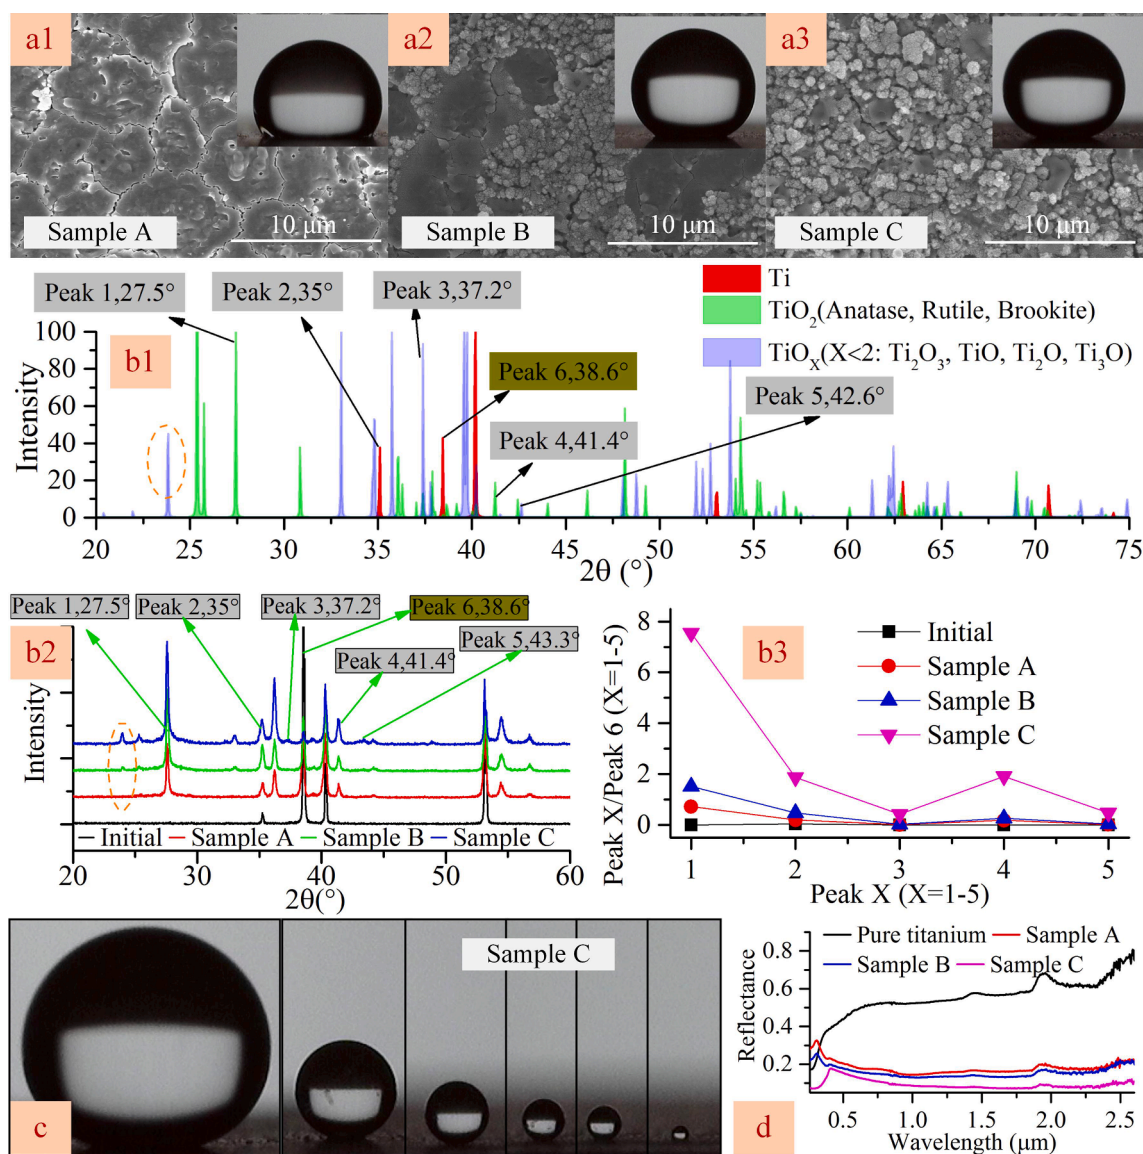 a1
a2
a3
Sample A
10 μm
Sample B
10 μm
Sample C
10 μm
Peak 1,27.5°
Peak 2,35°
Peak 3,37.2°
Ti
TiO₂(Anatase, Rutile, Brookite)
TiOₓ(X<2: Ti₂O₃, TiO, Ti₂O, Ti₃O)
b1
Peak 6,38.6°
Peak 5,42.6°
Peak 4,41.4°
Intensity
100
80
60
40
20
0
20 25 30 35 40 45 50 55 60 65 70 75
2θ (°)
Peak 1,27.5°
Peak 2,35°
Peak 3,37.2°
Peak 6,38.6°
Peak 4,41.4°
Peak 5,43.3°
b2
Intensity
Initial Sample A Sample B Sample C
20 30 40 50 60
2θ(°)
b3
Initial
Sample A
Sample B
Sample C
Peak X/Peak 6 (X=1-5)
8
6
4
2
0
1 2 3 4 5
Peak X (X=1-5)
Sample C
c
Pure titanium Sample A
Sample B Sample C
Reflectance
0.8
0.6
0.4
0.2
0.5 1.0 1.5 2.0 2.5
Wavelength (μm)
d